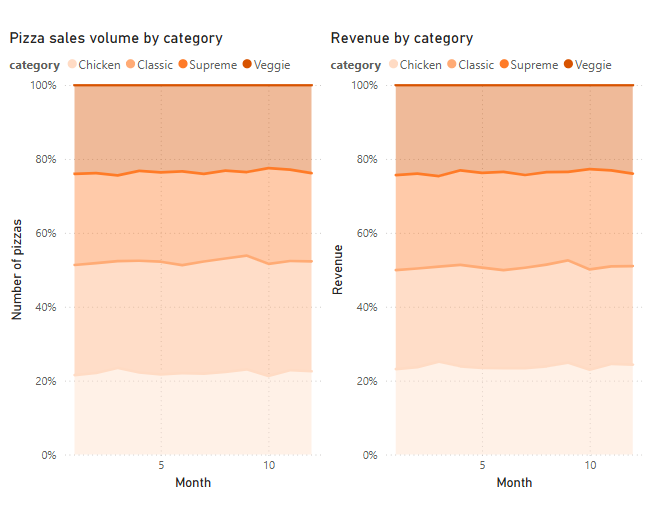 Pizza sales volume by category
category Chicken Classic Supreme Veggie
100%
80%
60%
40%
20%
0%
Number of pizzas
5 10
Month
Revenue by category
category Chicken Classic Supreme Veggie
100%
80%
60%
40%
20%
0%
Revenue
5 10
Month